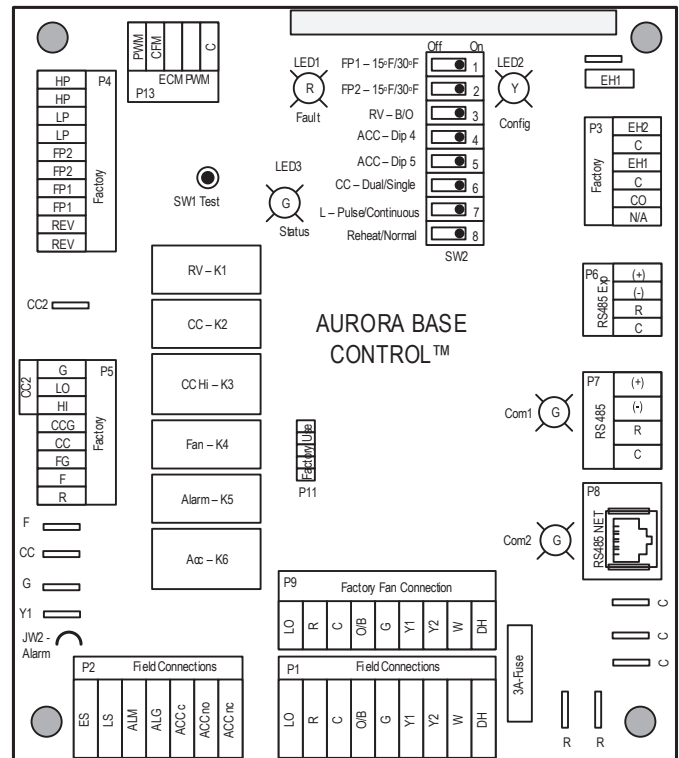 PWM
CFM
C
ECM PWM
P13
HP
HP
LP
LP
FP2
FP2
FP1
FP1
REV
REV
P4
Factory
SW1 Test
LED1
R
Fault
LED3
G
Status
Off On
FP1 – 15ºF/30ºF 1
FP2 – 15ºF/30ºF 2
RV – B/O 3
ACC – Dip 4 4
ACC – Dip 5 5
CC – Dual/Single 6
L – Pulse/Continuous 7
Reheat/Normal 8
SW2
LED2
Y
Config
EH1
P3
Factory
EH2
C
EH1
C
CO
N/A
RV – K1
CC – K2
CC Hi – K3
Fan – K4
Alarm – K5
Acc – K6
AURORA BASE
CONTROL™
CC2
CC2
G
LO
HI
CCG
CC
FG
F
R
P5
Factory
P6
RS485 Exp
(+)
(-)
R
C
P7
RS 485
(+)
(-)
R
C
Com1
G
P8
RS485 NET
Com2
G
Factory Use
P11
F
CC
G
Y1
JW2 -
Alarm
P9 Factory Fan Connection
LO R C O/B G Y1 Y2 W DH
P2 Field Connections
ES LS ALM ALG ACC c ACC no ACC nc
P1 Field Connections
LO R C O/B G Y1 Y2 W DH
3A-Fuse
C
C
C
R R